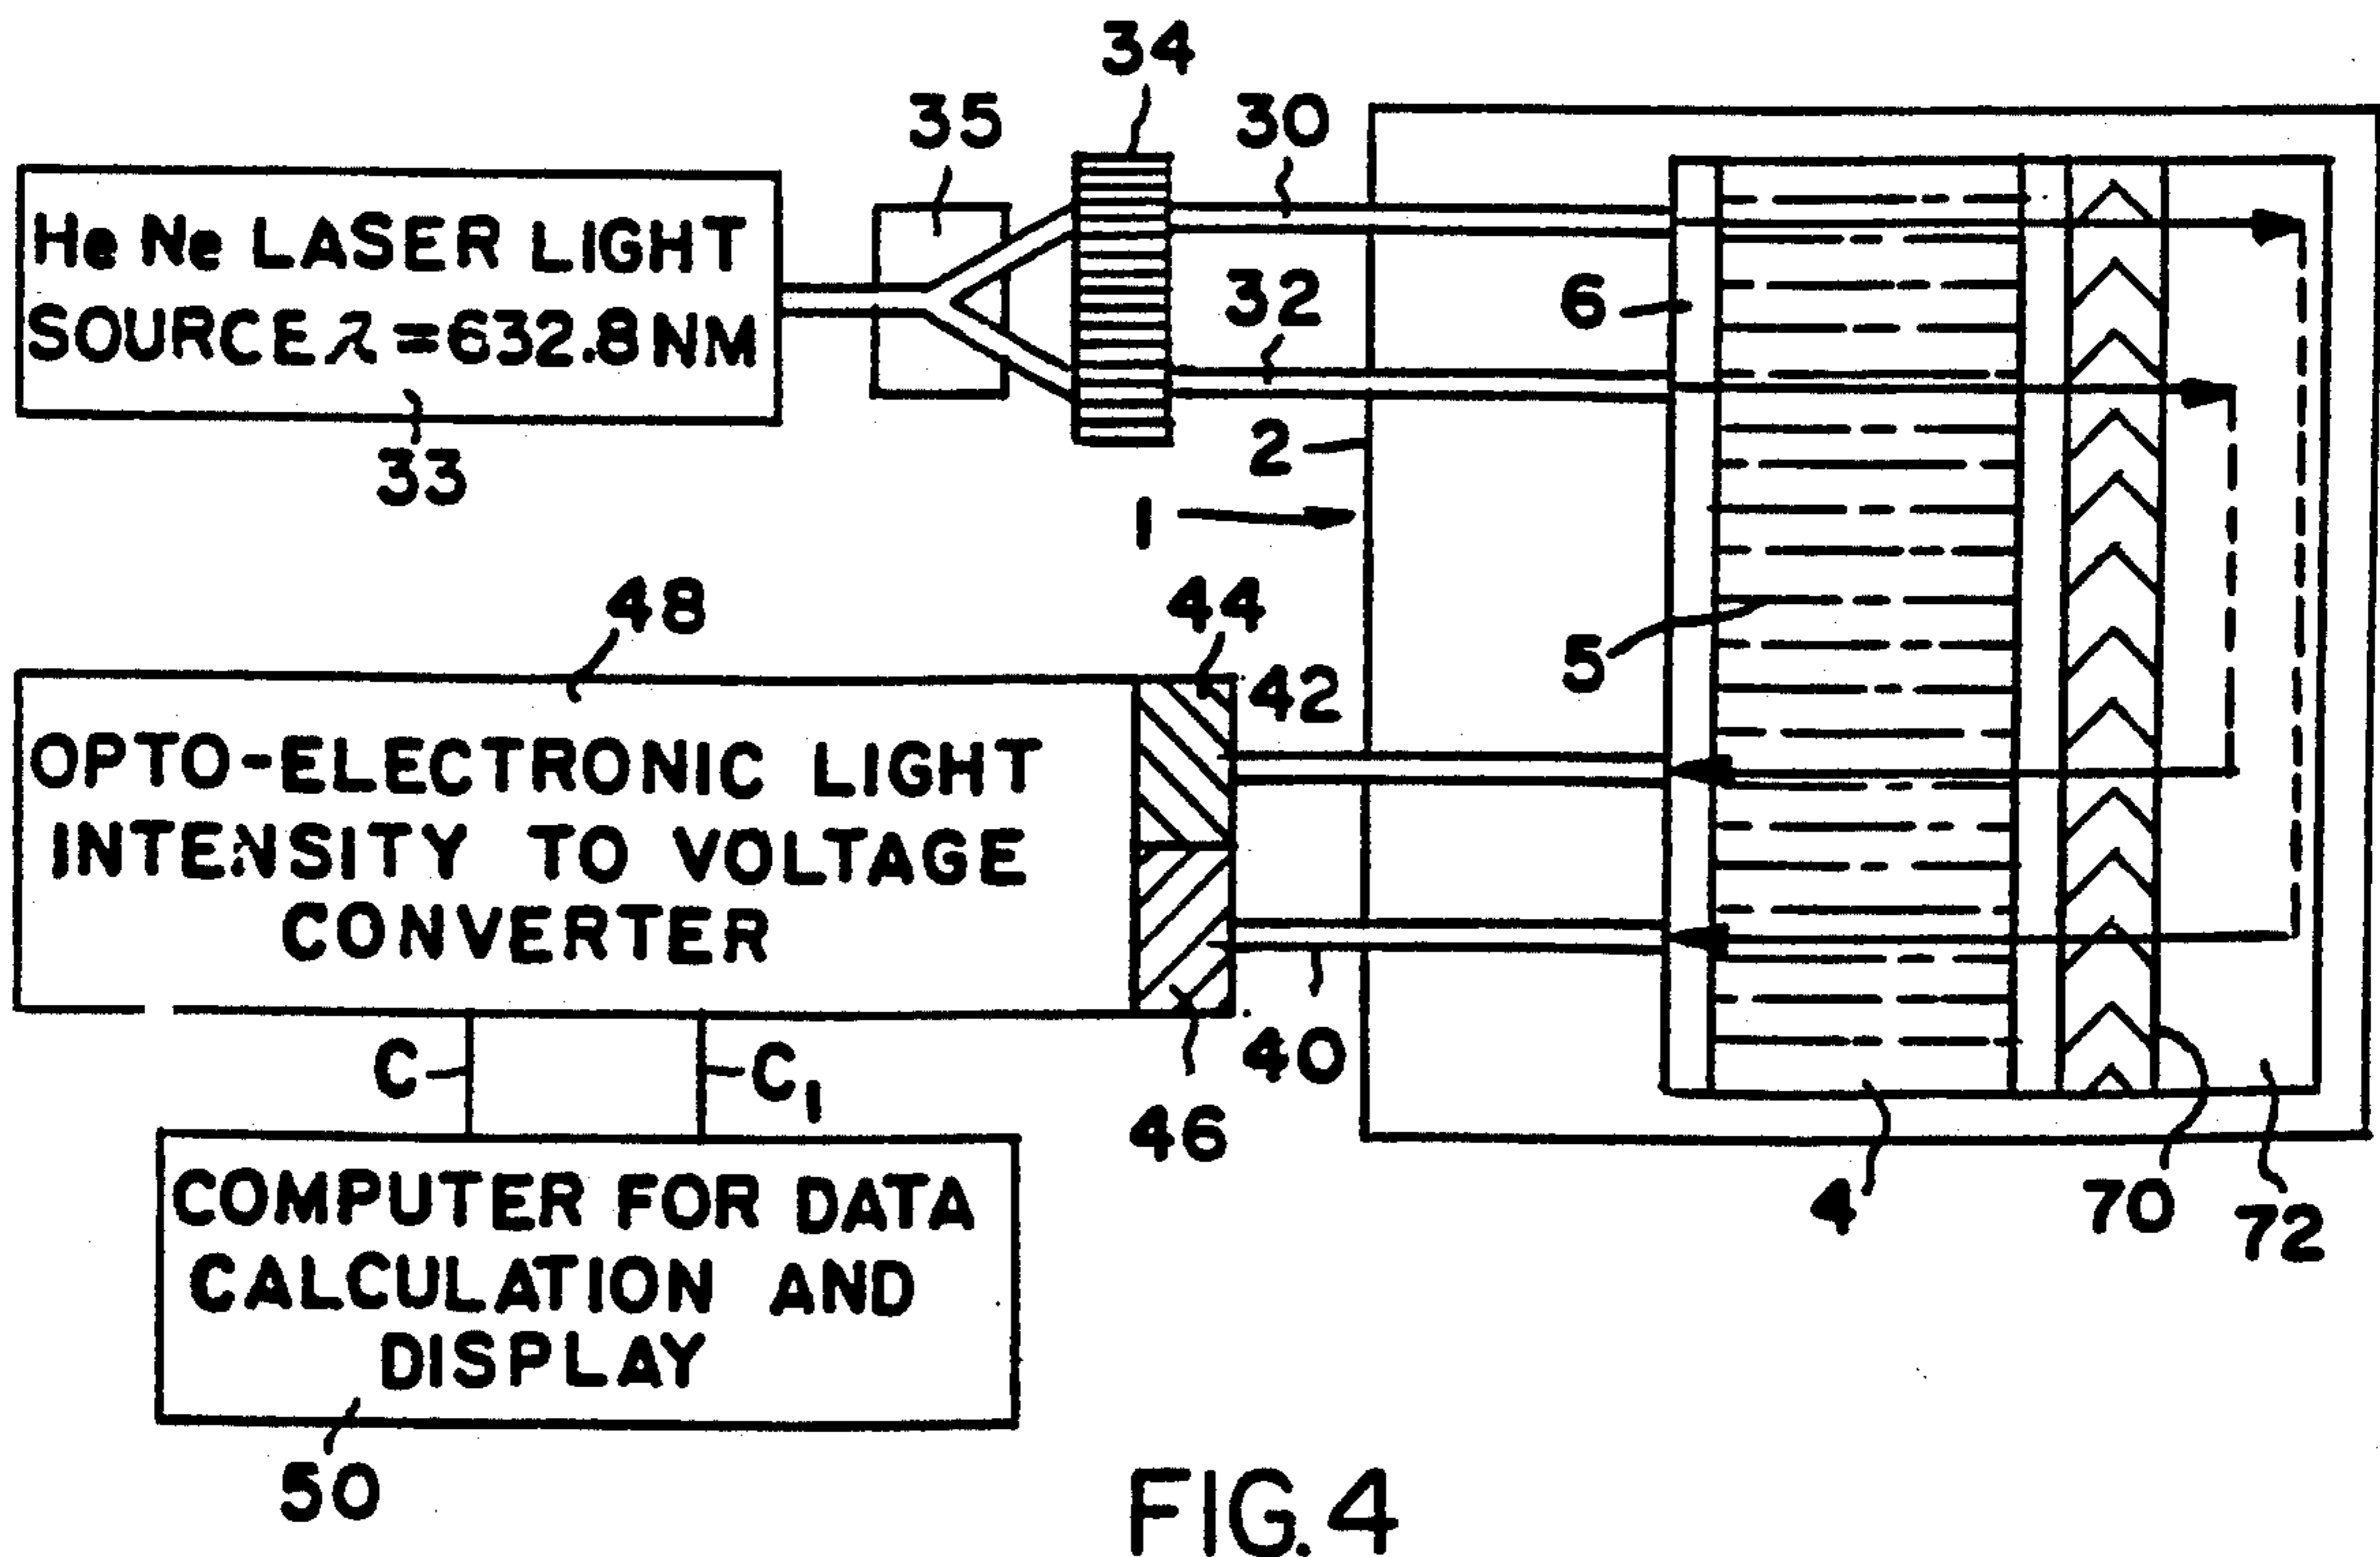 34
35
30
He Ne LASER LIGHT
SOURCE λ = 632.8 NM
33
32
6
2
1
48
44
42
5
OPTO-ELECTRONIC LIGHT
INTENSITY TO VOLTAGE
CONVERTER
C
C1
40
46
4
70
72
COMPUTER FOR DATA
CALCULATION AND
DISPLAY
50
FIG. 4